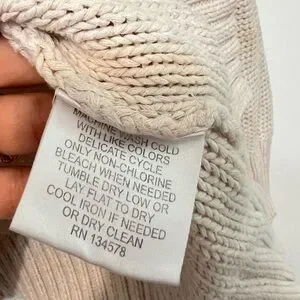 MACHINE WASH COLD
WITH LIKE COLORS
DELICATE CYCLE
ONLY NON-CHLORINE
BLEACH WHEN NEEDED
TUMBLE DRY LOW OR
LAY FLAT TO DRY
COOL IRON IF NEEDED
OR DRY CLEAN
RN 134578